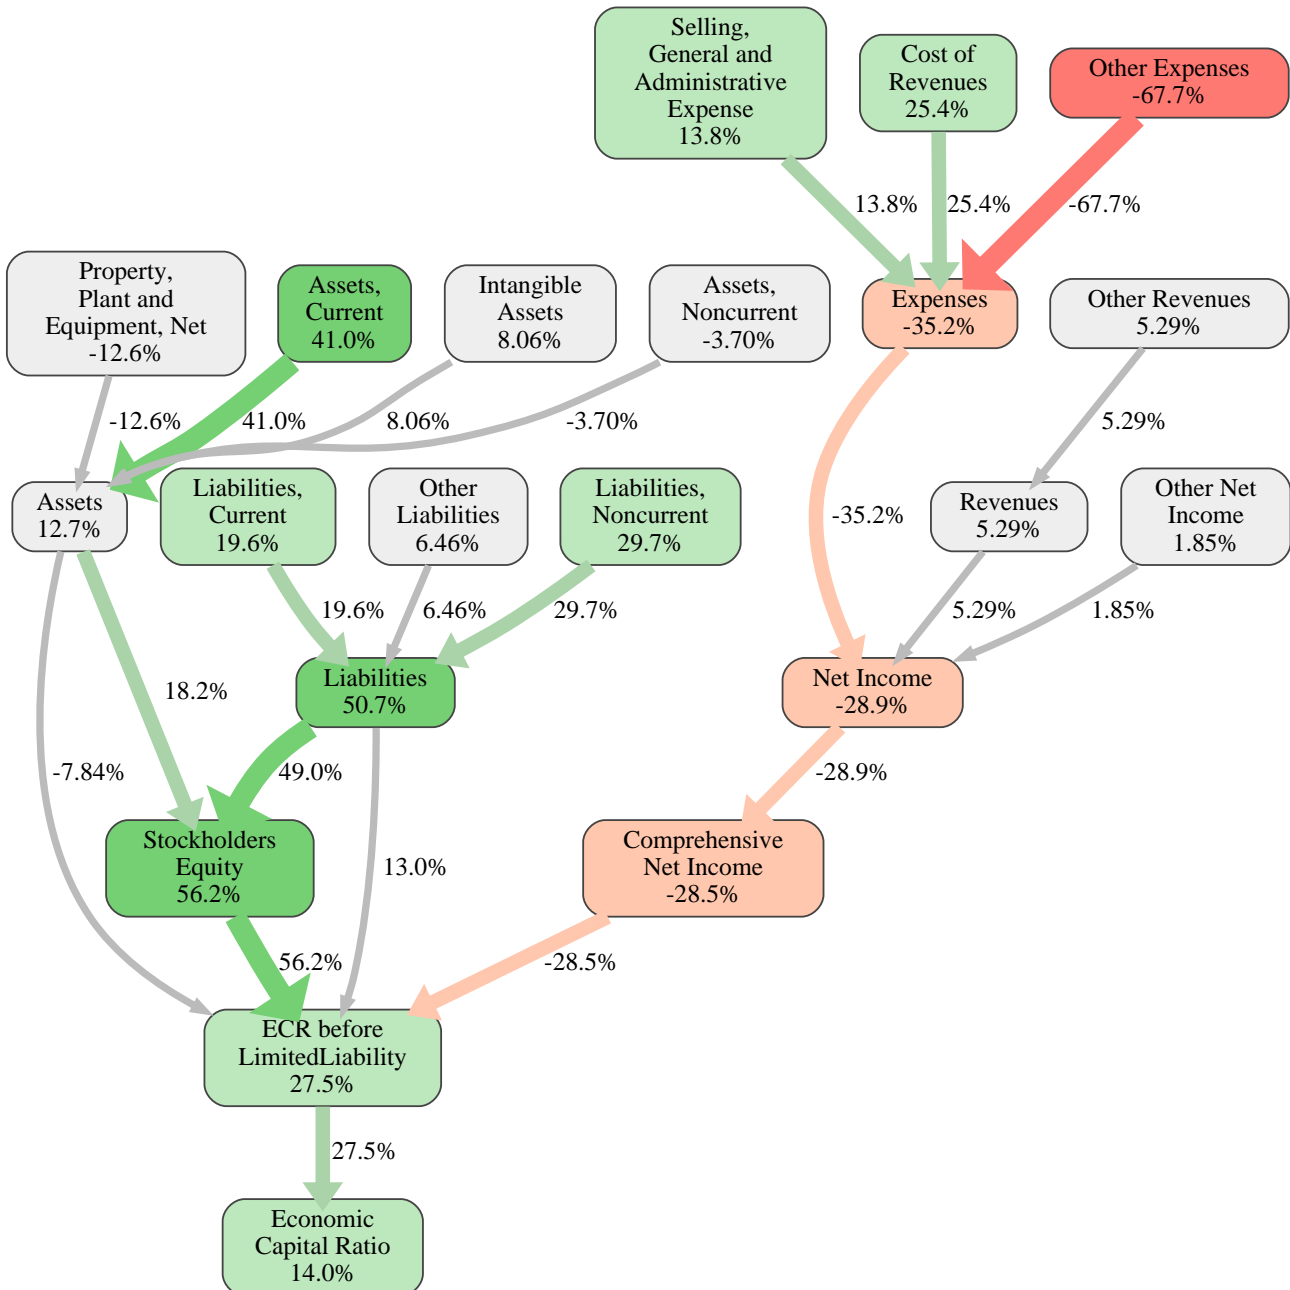 Selling,
General and
Administrative
Expense
13.8%
Cost of
Revenues
25.4%
Other Expenses
-67.7%
13.8%
25.4%
-67.7%
Property,
Plant and
Equipment, Net
-12.6%
Assets,
Current
41.0%
Intangible
Assets
8.06%
Assets,
Noncurrent
-3.70%
Expenses
-35.2%
Other Revenues
5.29%
-12.6%
41.0%
8.06%
-3.70%
5.29%
Assets
12.7%
Liabilities,
Current
19.6%
Other
Liabilities
6.46%
Liabilities,
Noncurrent
29.7%
-35.2%
Revenues
5.29%
Other Net
Income
1.85%
19.6%
6.46%
29.7%
5.29%
1.85%
18.2%
Liabilities
50.7%
Net Income
-28.9%
-7.84%
49.0%
-28.9%
Stockholders
Equity
56.2%
13.0%
Comprehensive
Net Income
-28.5%
56.2%
-28.5%
ECR before
LimitedLiability
27.5%
27.5%
Economic
Capital Ratio
14.0%